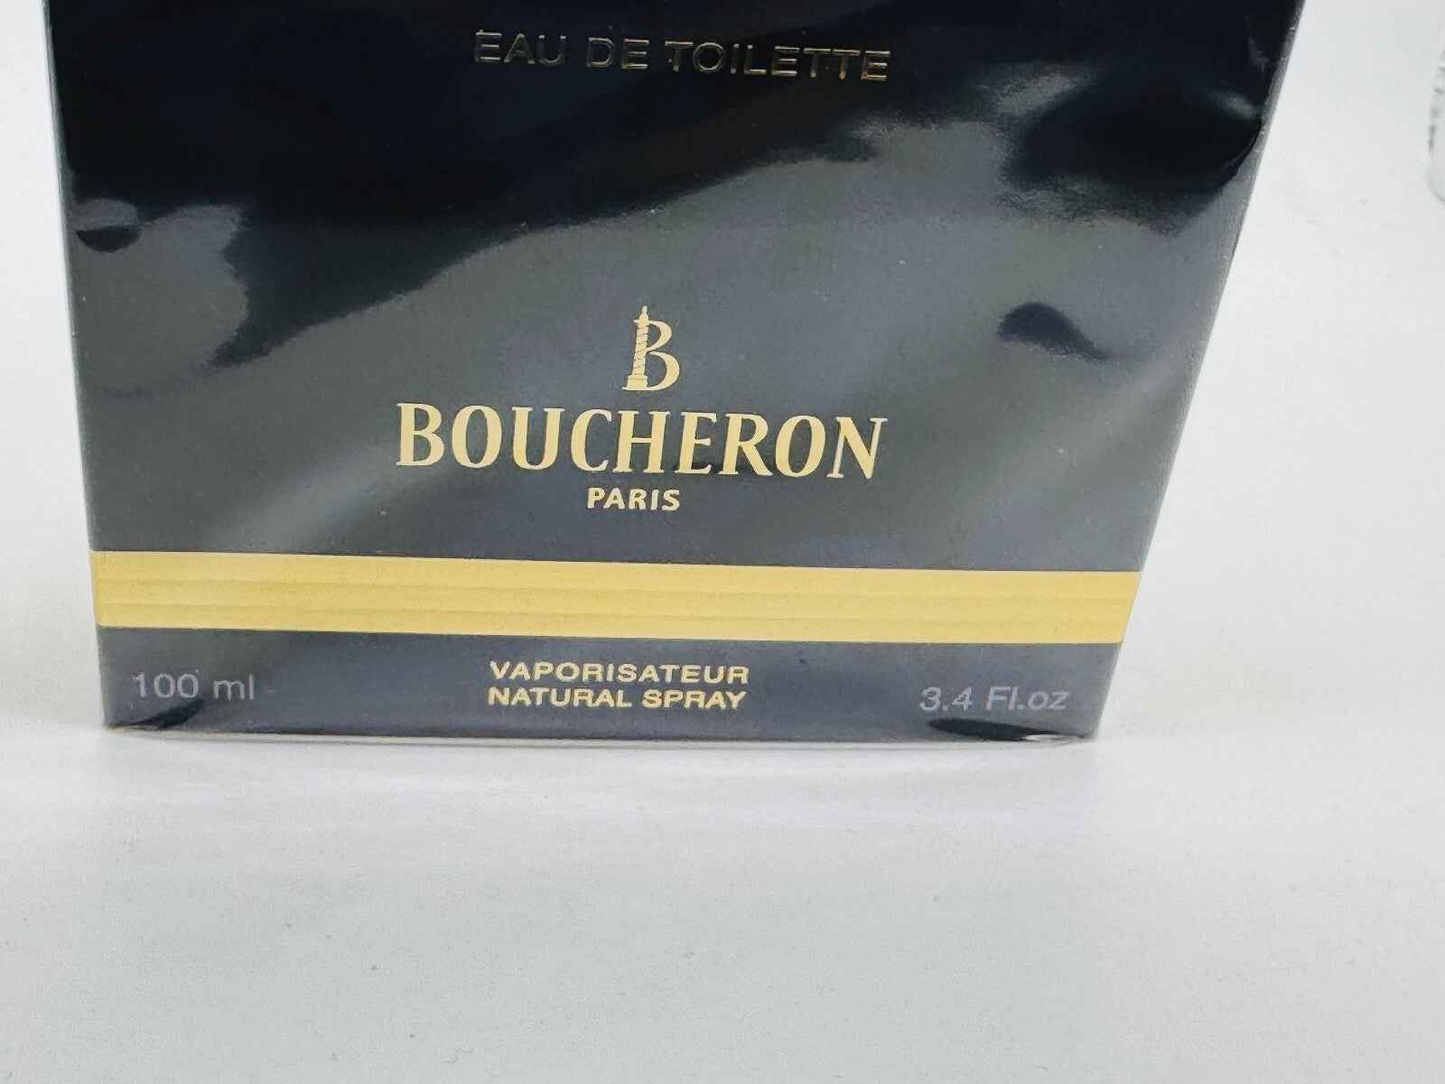 EAU DE TOILETTE
B
BOUCHERON
PARIS
VAPORISATEUR
100 ml NATURAL SPRAY 3.4 Fl.oz